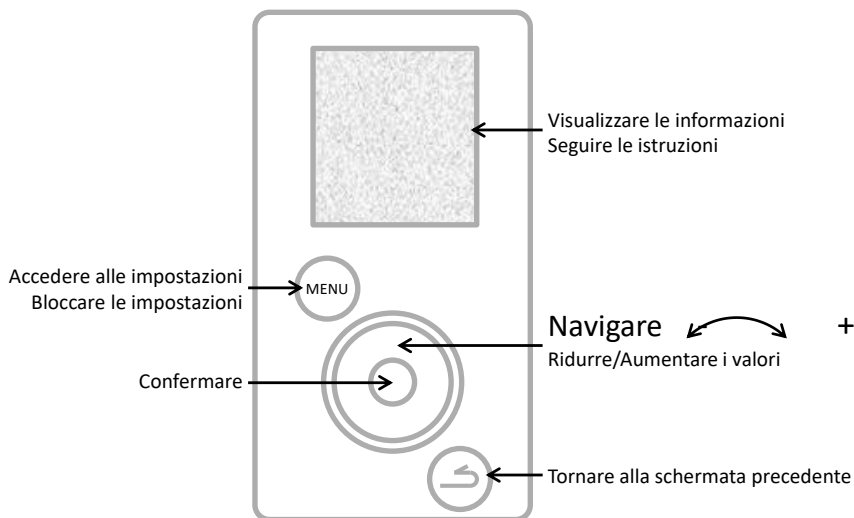 Visualizzare le informazioni
Seguire le istruzioni
Accedere alle impostazioni
Bloccare le impostazioni
MENU
Navigare - +
Ridurre/Aumentare i valori
Confermare
Tornare alla schermata precedente